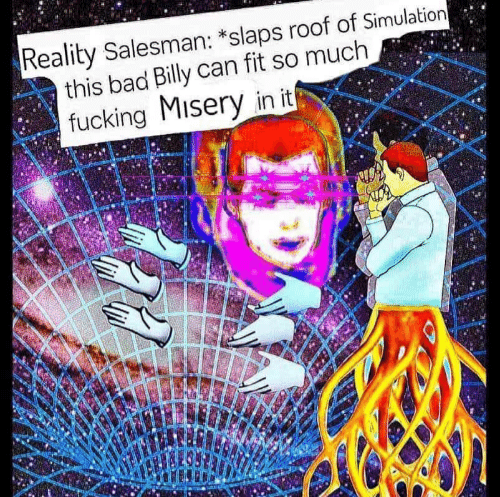 Reality Salesman: *slaps roof of Simulation
this bad Billy can fit so much
fucking Misery in it